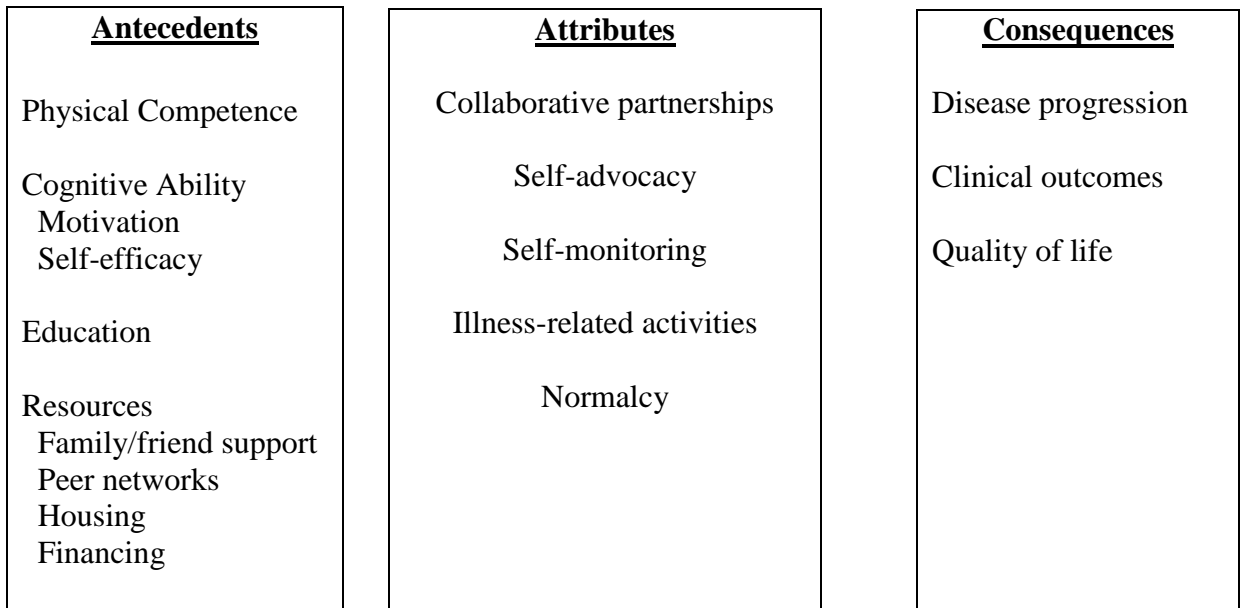 Antecedents
Physical Competence
Cognitive Ability
Motivation
Self-efficacy
Education
Resources
Family/friend support
Peer networks
Housing
Financing
Attributes
Collaborative partnerships
Self-advocacy
Self-monitoring
Illness-related activities
Normalcy
Consequences
Disease progression
Clinical outcomes
Quality of life